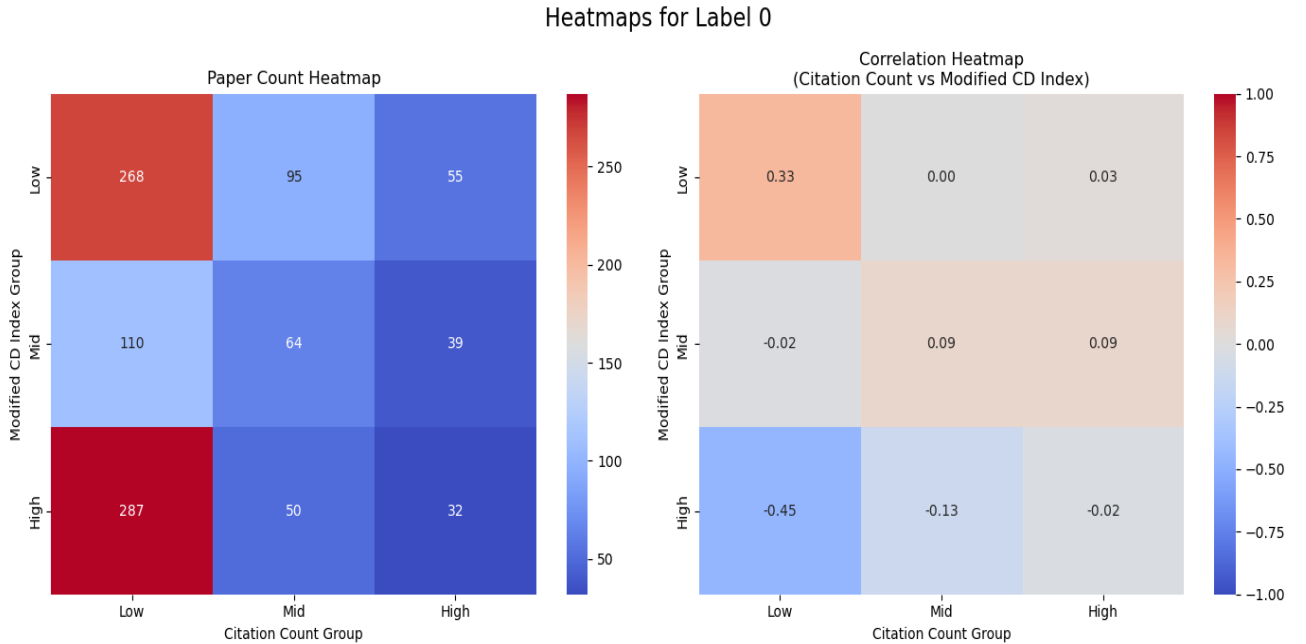 Heatmaps for Label 0
Paper Count Heatmap
Modified CD Index Group
Low
268 95 55
Mid
110 64 39
High
287 50 32
Low Mid High
Citation Count Group
250
200
150
100
50
Correlation Heatmap
(Citation Count vs Modified CD Index)
Modified CD Index Group
Low
0.33 0.00 0.03
Mid
-0.02 0.09 0.09
High
-0.45 -0.13 -0.02
Low Mid High
Citation Count Group
1.00
0.75
0.50
0.25
0.00
−0.25
−0.50
−0.75
−1.00